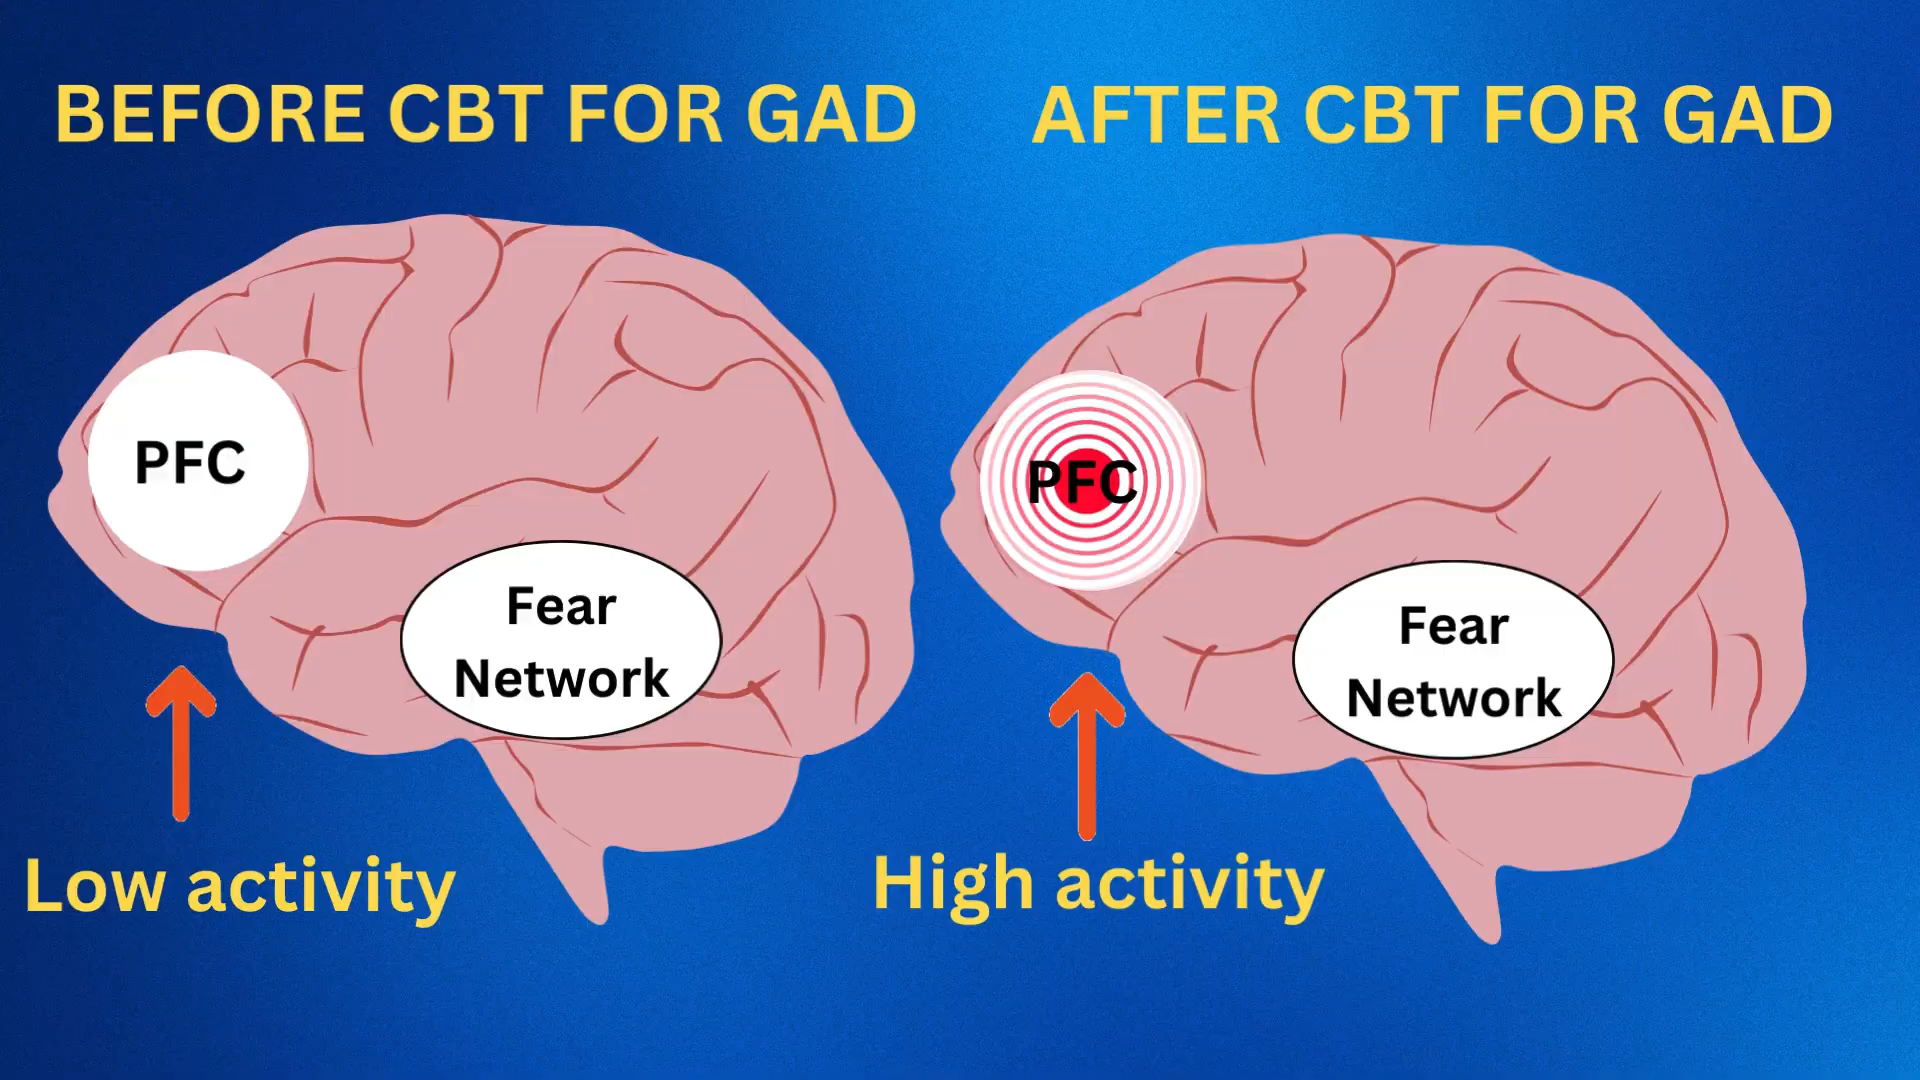 BEFORE CBT FOR GAD
PFC
Fear
Network
Low activity
AFTER CBT FOR GAD
PFC
Fear
Network
High activity